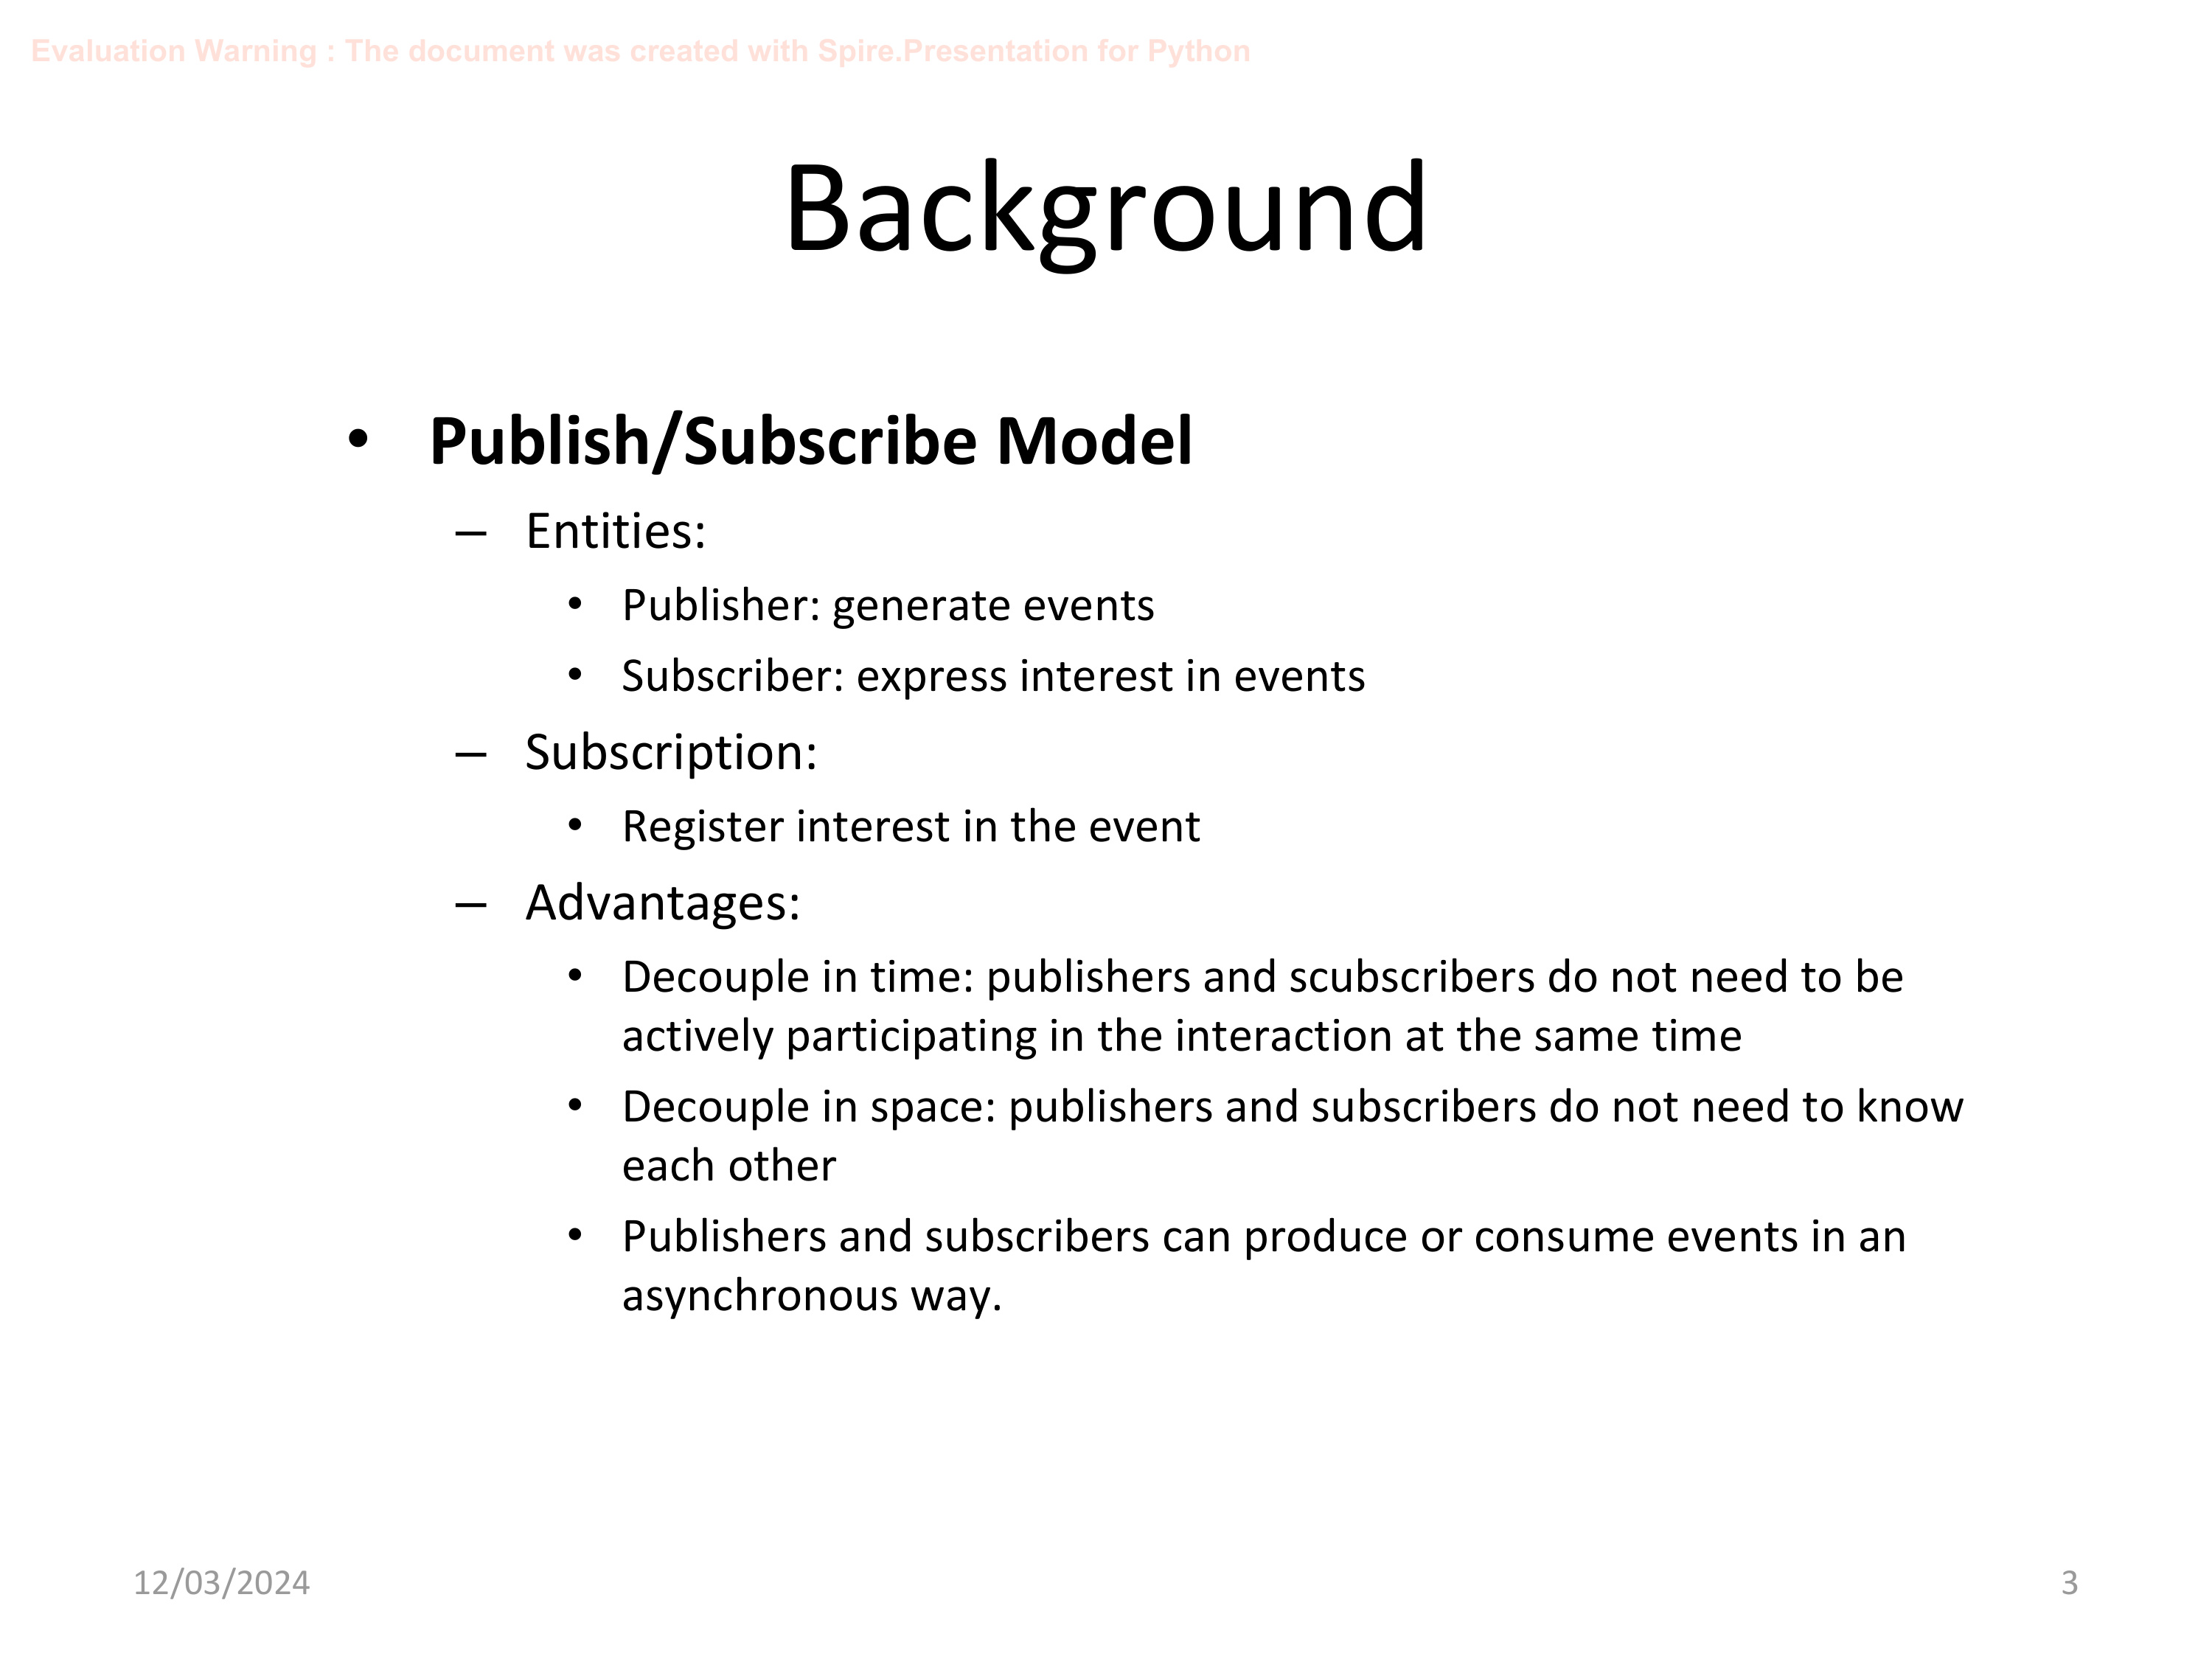 Evaluation Warning : The document was created with Spire.Presentation for Python
Background
• Publish/Subscribe Model
– Entities:
• Publisher: generate events
• Subscriber: express interest in events
– Subscription:
• Register interest in the event
– Advantages:
• Decouple in time: publishers and scubscribers do not need to be
actively participating in the interaction at the same time
• Decouple in space: publishers and subscribers do not need to know
each other
• Publishers and subscribers can produce or consume events in an
asynchronous way.
12/03/2024
3